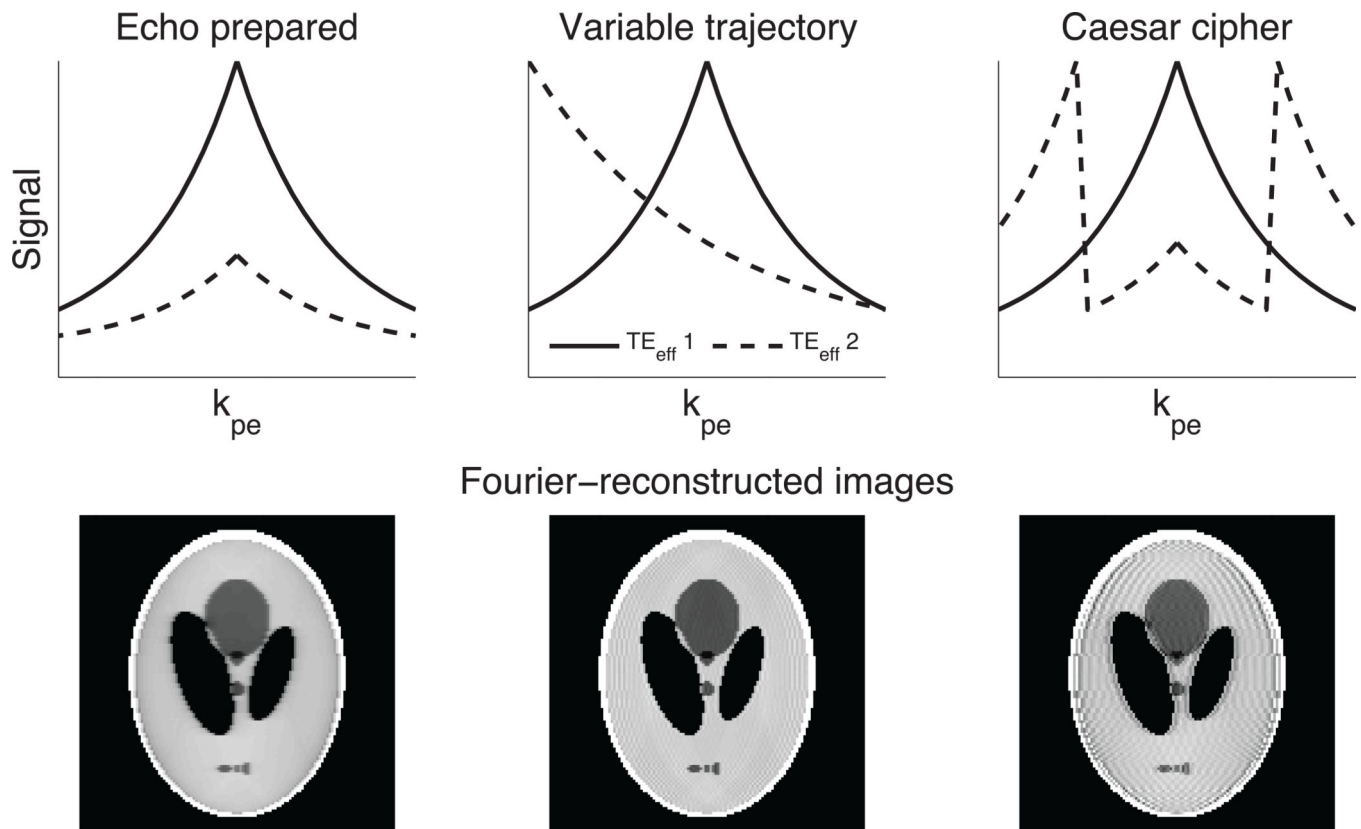 Echo prepared
Variable trajectory
Caesar cipher
Signal
TEeff 1
TEeff 2
kpe
kpe
kpe
Fourier–reconstructed images